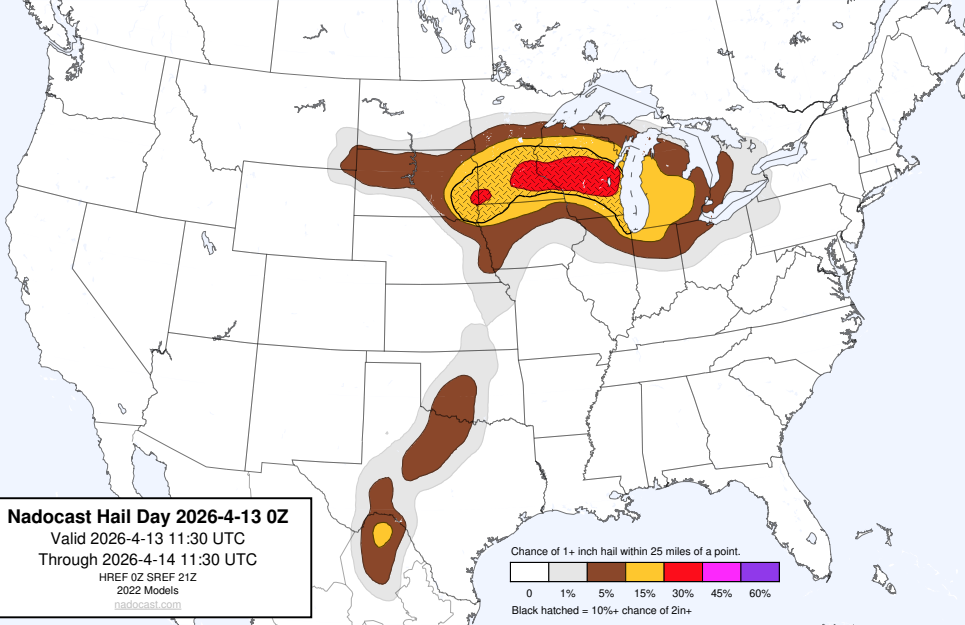 Nadocast Hail Day 2026-4-13 0Z
Valid 2026-4-13 11:30 UTC
Through 2026-4-14 11:30 UTC
HREF 0Z SREF 21Z
2022 Models
nadocast.com
Chance of 1+ inch hail within 25 miles of a point.
0 1% 5% 15% 30% 45% 60%
Black hatched = 10%+ chance of 2in+